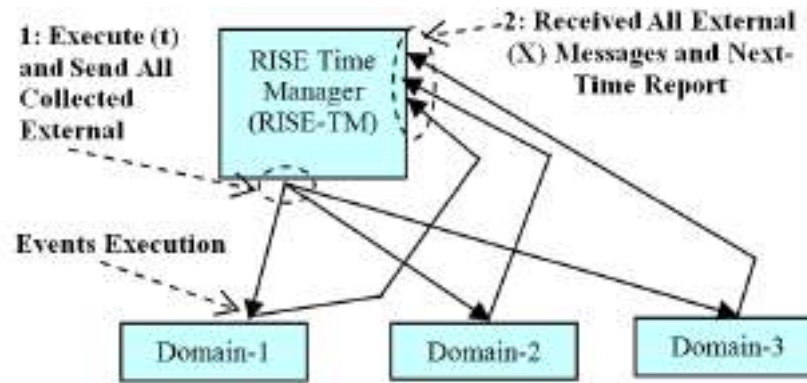 1: Execute (t)
and Send All
Collected
External
RISE Time
Manager
(RISE-TM)
2: Received All External
(X) Messages and Next-
Time Report
Events Execution
Domain-1
Domain-2
Domain-3